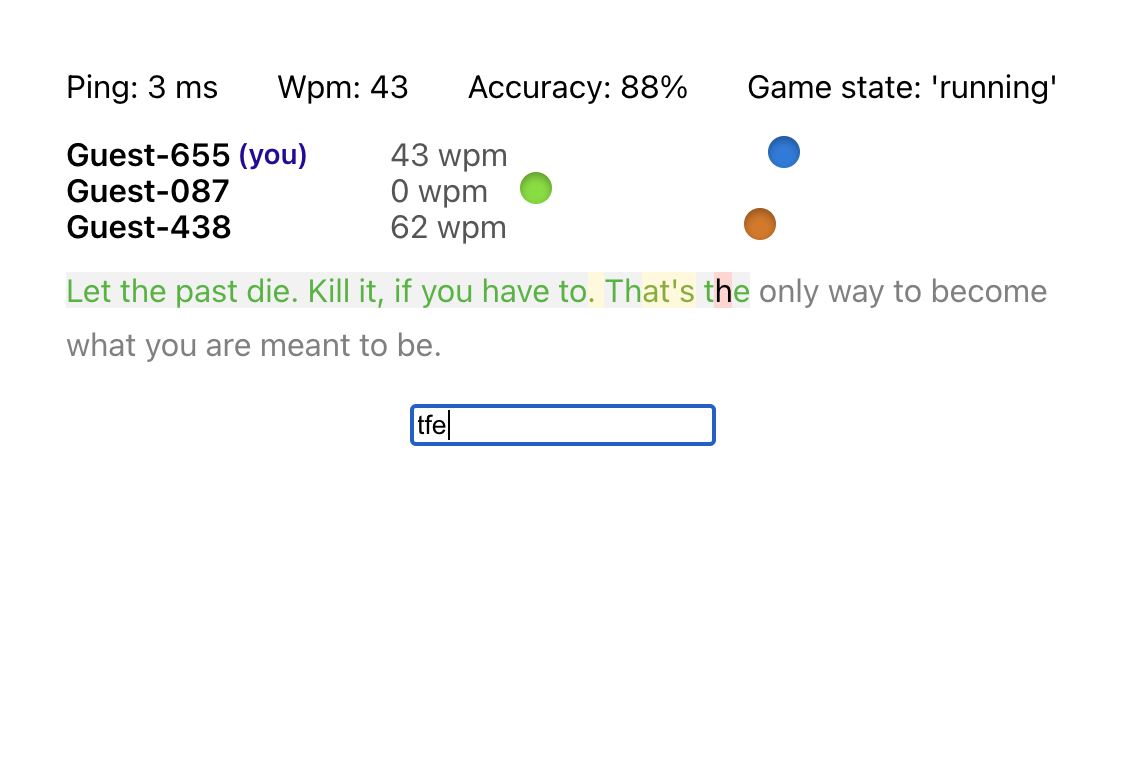 Ping: 3 ms Wpm: 43 Accuracy: 88% Game state: 'running'
Guest-655 (you) 43 wpm
Guest-087 0 wpm
Guest-438 62 wpm
Let the past die. Kill it, if you have to. That's the only way to become
what you are meant to be.
tfe